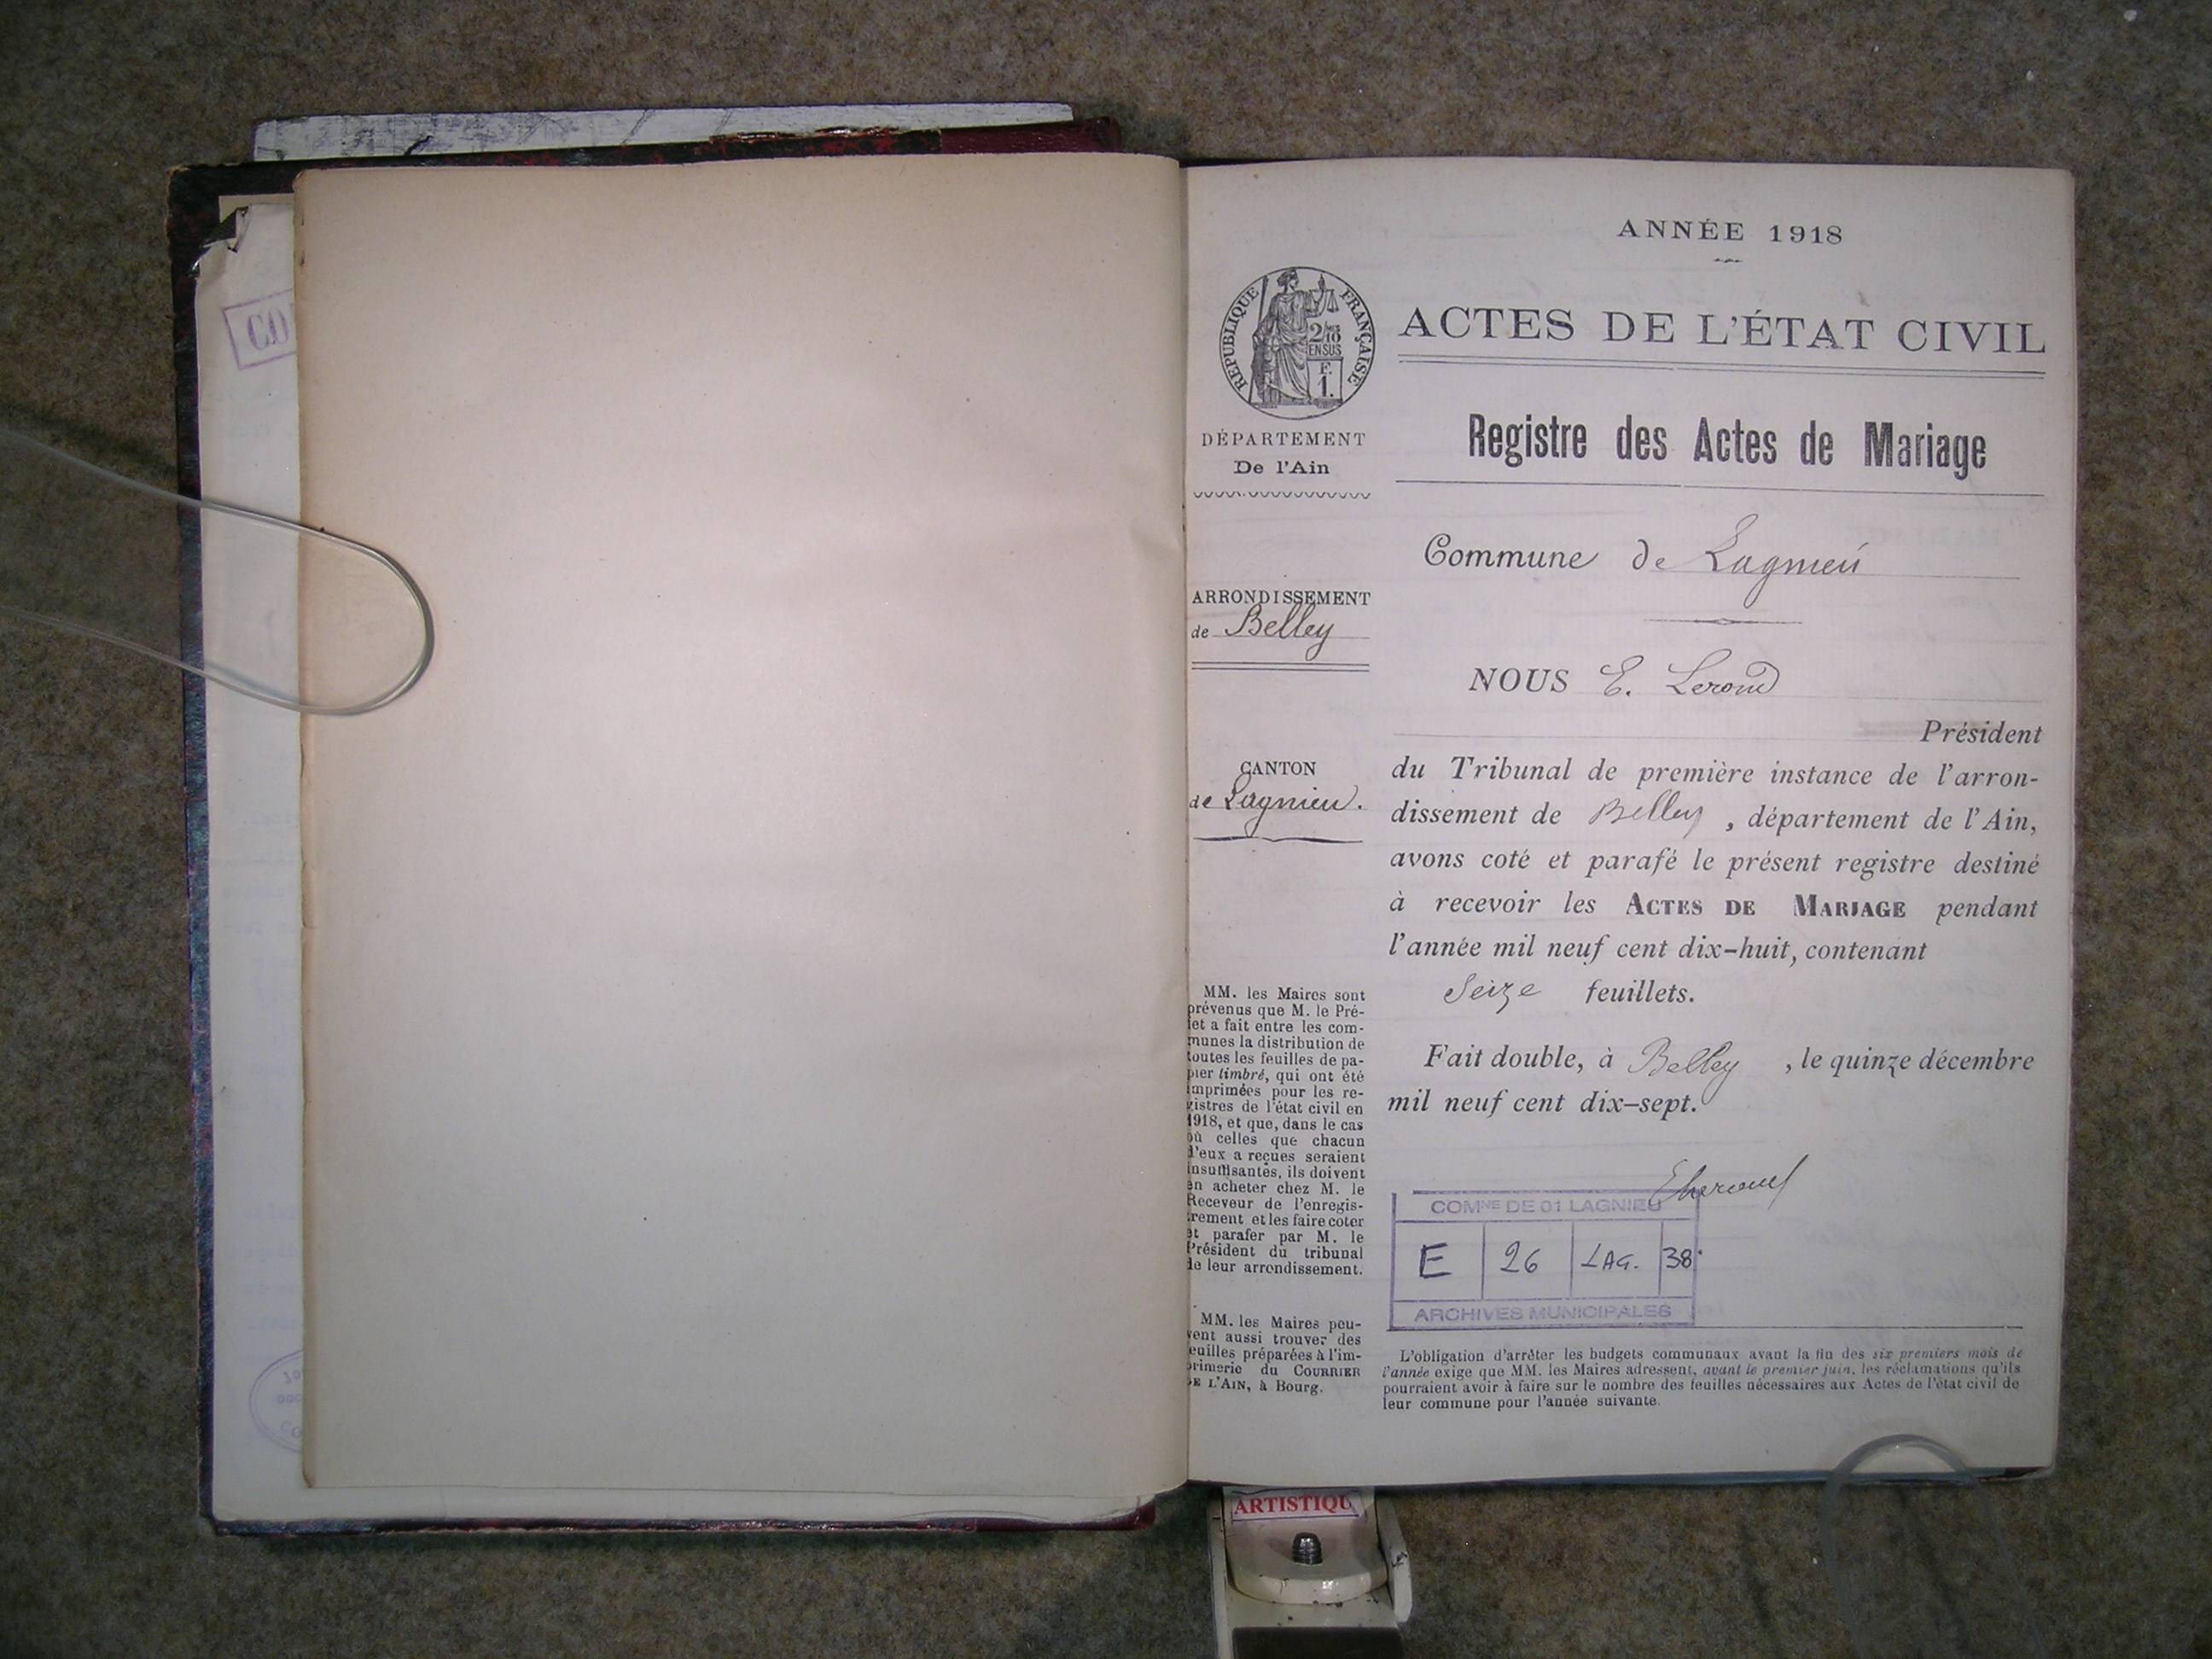 CO
ANNÉE 1918
RÉPUBLIQUE FRANÇAISE
2/10
EN SUS
F.
1.
ACTES DE L'ÉTAT CIVIL
DÉPARTEMENT
De l'Ain
Registre des Actes de Mariage
Commune de Lagnieu
ARRONDISSEMENT
de Belley
NOUS E. Lerond
Président
CANTON
de Lagnieu.
du Tribunal de première instance de l'arron-
dissement de Belley, département de l'Ain,
avons coté et parafé le présent registre destiné
à recevoir les ACTES DE MARIAGE pendant
l'année mil neuf cent dix-huit, contenant
Seize feuillets.
Fait double, à Belley, le quinze décembre
mil neuf cent dix-sept.
MM. les Maires sont
prévenus que M. le Pré-
fet a fait entre les com-
munes la distribution de
toutes les feuilles de pa-
pier timbré, qui ont été
imprimées pour les re-
gistres de l'état civil en
1918, et que, dans le cas
où celles que chacun
d'eux a reçues seraient
insuffisantes, ils doivent
en acheter chez M. le
Receveur de l'enregis-
trement et les faire coter
et parafer par M. le
Président du tribunal
de leur arrondissement.
MM. les Maires peu-
vent aussi trouver des
feuilles préparées à l'im-
primerie du COURRIER
DE L'AIN, à Bourg.
COMNE DE 01 LAGNIEU
E 26 LAG. 38
ARCHIVES MUNICIPALES
L'obligation d'arrêter les budgets communaux avant la fin des six premiers mois de
l'année exige que MM. les Maires adressent, avant le premier juin, les réclamations qu'ils
pourraient avoir à faire sur le nombre des feuilles nécessaires aux Actes de l'état civil de
leur commune pour l'année suivante.
ARTISTIQU